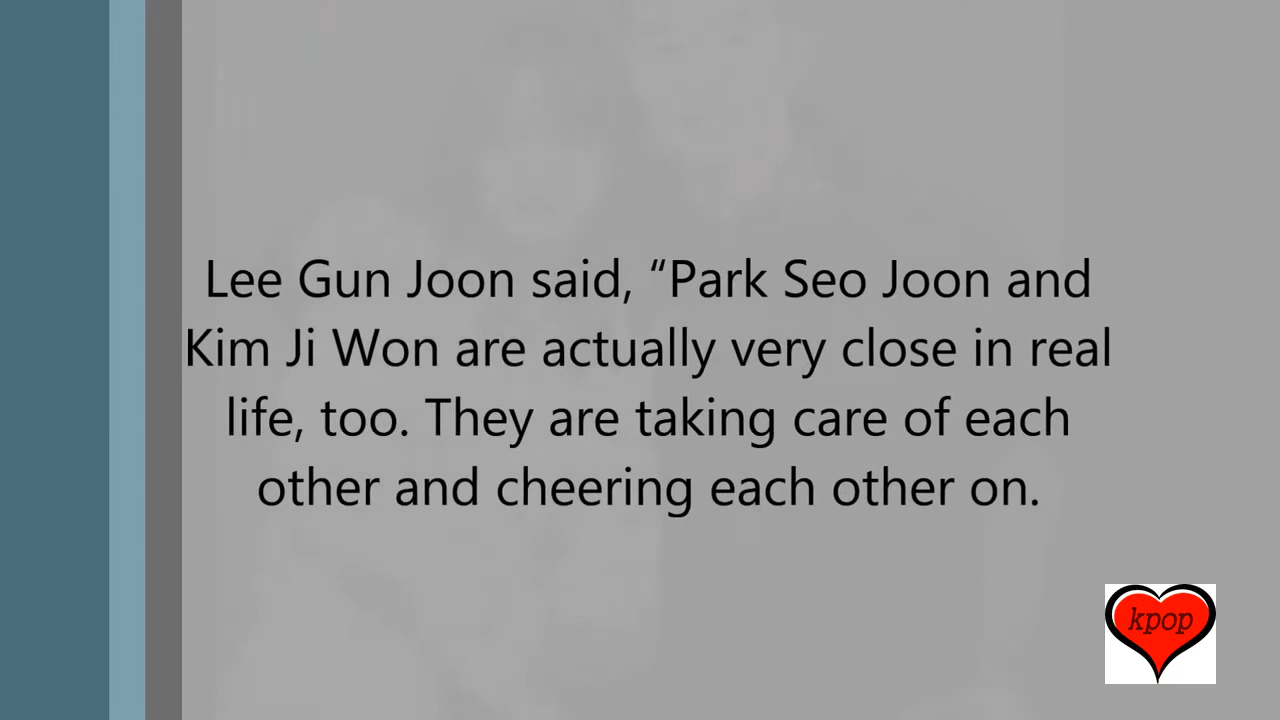 Lee Gun Joon said, “Park Seo Joon and
Kim Ji Won are actually very close in real
life, too. They are taking care of each
other and cheering each other on.
kpop